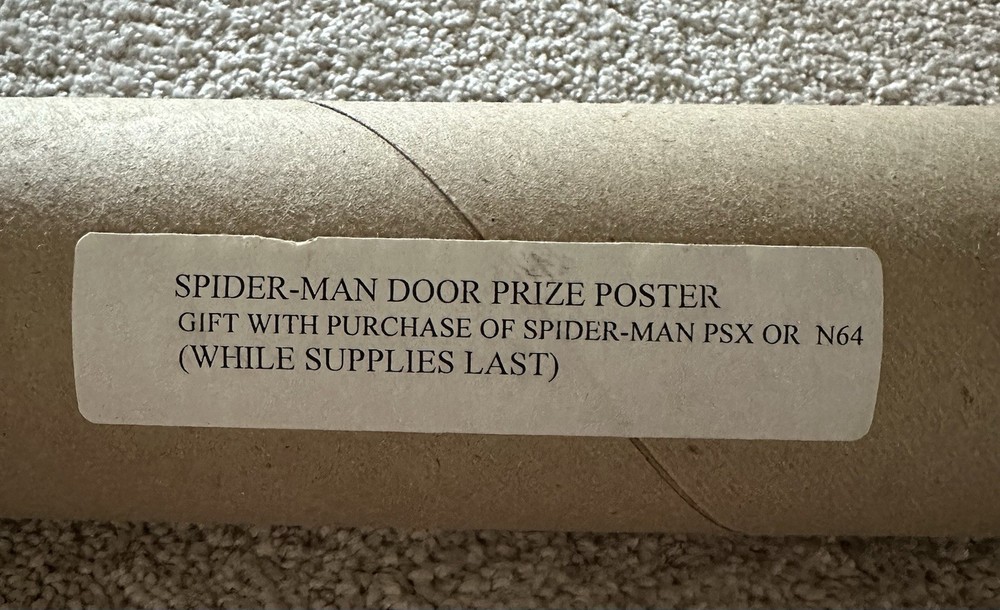 SPIDER-MAN DOOR PRIZE POSTER
GIFT WITH PURCHASE OF SPIDER-MAN PSX OR N64
(WHILE SUPPLIES LAST)